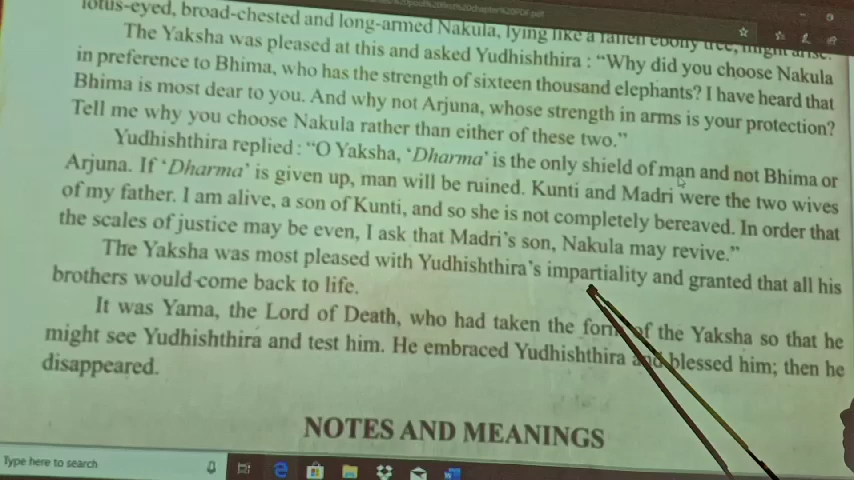 chapter%20PDF.pdf
lotus-eyed, broad-chested and long-armed Nakula, lying like a fallen ebony tree, might arise.
The Yaksha was pleased at this and asked Yudhishthira : “Why did you choose Nakula
in preference to Bhima, who has the strength of sixteen thousand elephants? I have heard that
Bhima is most dear to you. And why not Arjuna, whose strength in arms is your protection?
Tell me why you choose Nakula rather than either of these two.”
Yudhishthira replied : “O Yaksha, ‘Dharma’ is the only shield of man and not Bhima or
Arjuna. If ‘Dharma’ is given up, man will be ruined. Kunti and Madri were the two wives
of my father. I am alive, a son of Kunti, and so she is not completely bereaved. In order that
the scales of justice may be even, I ask that Madri’s son, Nakula may revive.”
The Yaksha was most pleased with Yudhishthira’s impartiality and granted that all his
brothers would come back to life.
It was Yama, the Lord of Death, who had taken the form of the Yaksha so that he
might see Yudhishthira and test him. He embraced Yudhishthira and blessed him; then he
disappeared.
NOTES AND MEANINGS
Type here to search